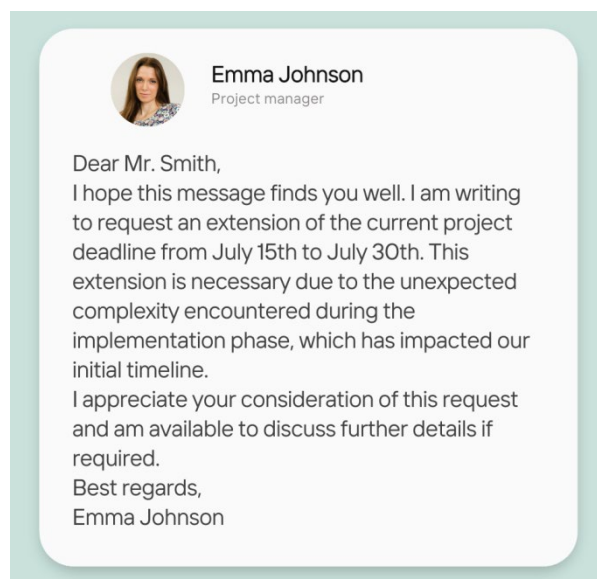 Emma Johnson
Project manager
Dear Mr. Smith,
I hope this message finds you well. I am writing
to request an extension of the current project
deadline from July 15th to July 30th. This
extension is necessary due to the unexpected
complexity encountered during the
implementation phase, which has impacted our
initial timeline.
I appreciate your consideration of this request
and am available to discuss further details if
required.
Best regards,
Emma Johnson